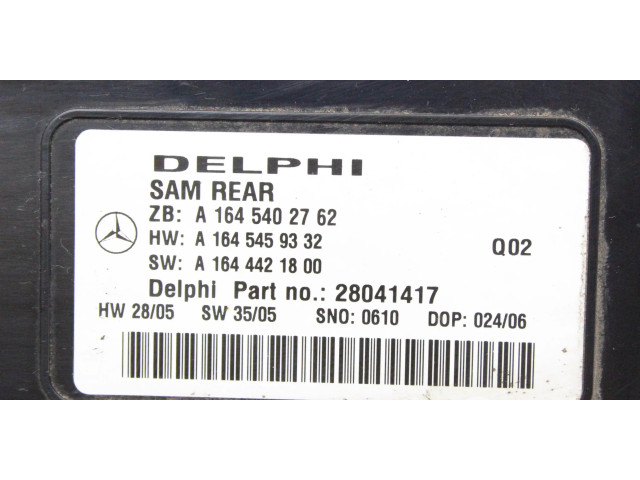 DELPHI
SAM REAR
ZB: A 164 540 27 62
HW: A 164 545 93 32
Q02
SW: A 164 442 18 00
Delphi Part no.: 28041417
HW 28/05 SW 35/05 SNO: 0610 DOP: 024/06